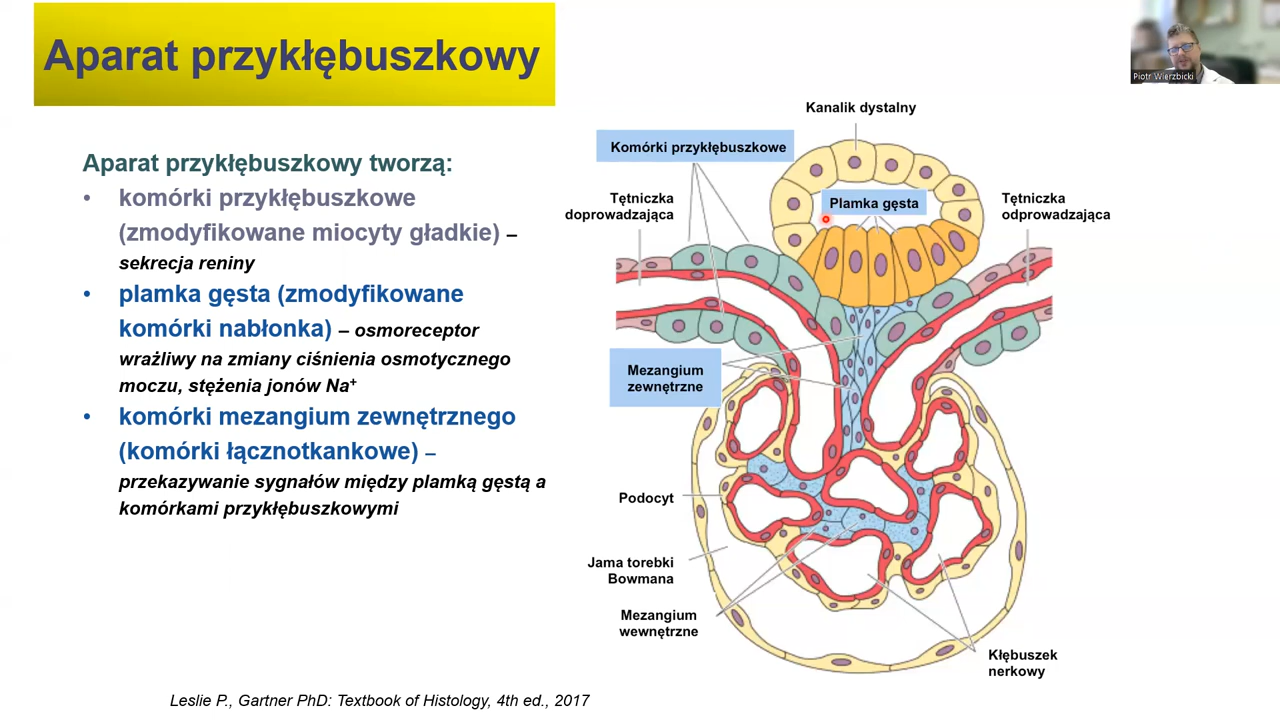 Aparat przykłębuszkowy
Piotr Wierzbicki
Aparat przykłębuszkowy tworzą:
• komórki przykłębuszkowe
(zmodyfikowane miocyty gładkie) –
sekrecja reniny
• plamka gęsta (zmodyfikowane
komórki nabłonka) – osmoreceptor
wrażliwy na zmiany ciśnienia osmotycznego
moczu, stężenia jonów Na⁺
• komórki mezangium zewnętrznego
(komórki łącznotkankowe) –
przekazywanie sygnałów między plamką gęstą a
komórkami przykłębuszkowymi
Kanalik dystalny
Komórki przykłębuszkowe
Tętniczka
doprowadzająca
Plamka gęsta
Tętniczka
odprowadzająca
Mezangium
zewnętrzne
Podocyt
Jama torebki
Bowmana
Mezangium
wewnętrzne
Kłębuszek
nerkowy
Leslie P., Gartner PhD: Textbook of Histology, 4th ed., 2017